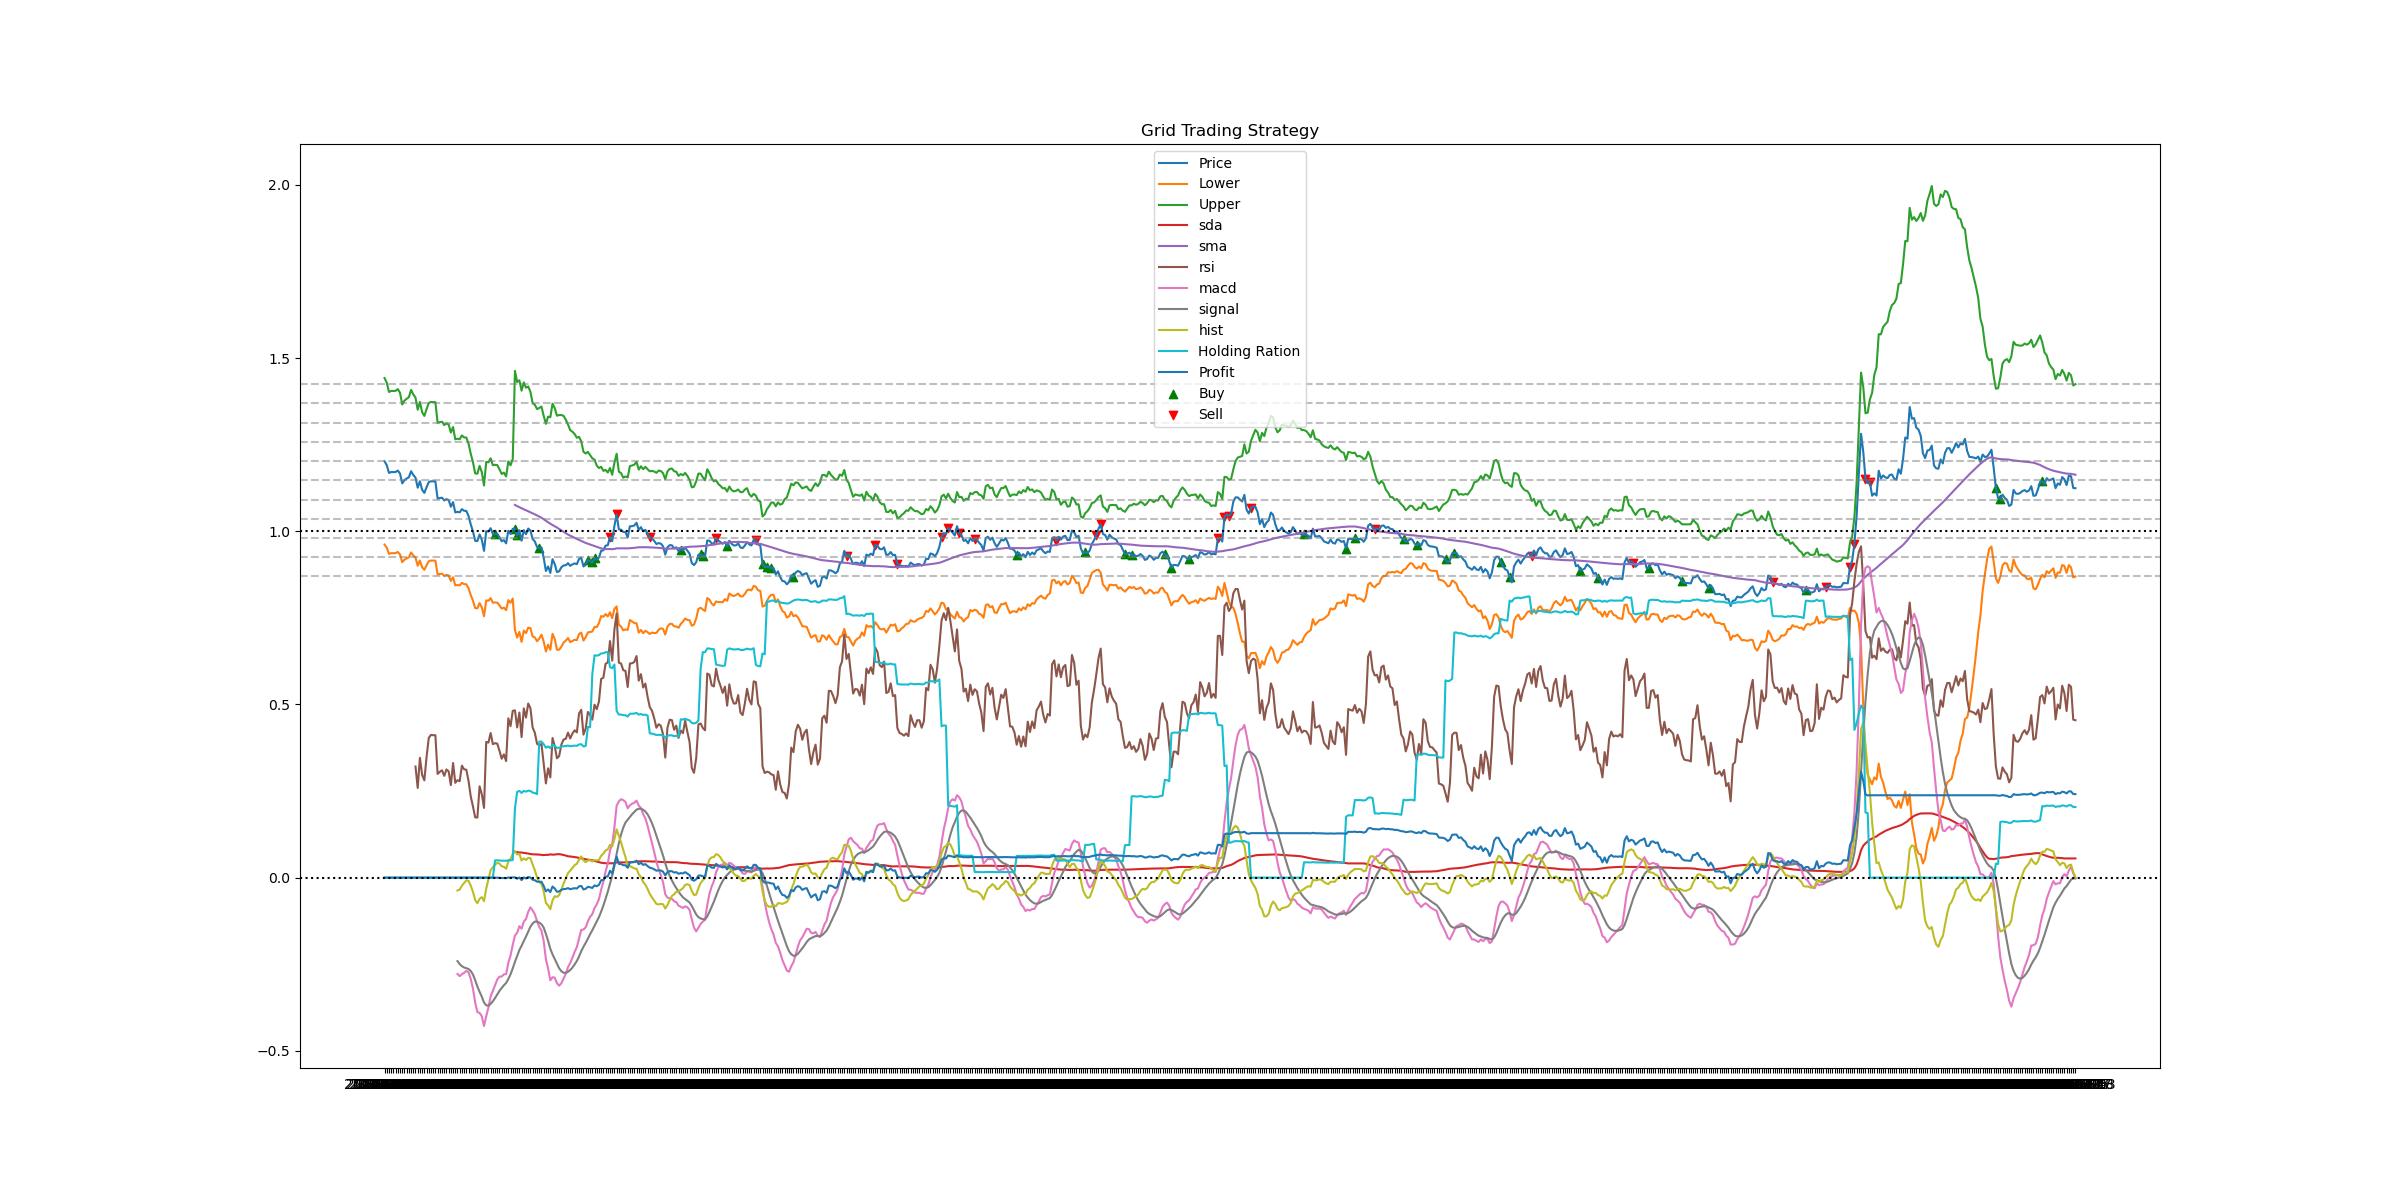 Grid Trading Strategy
2.0
1.5
1.0
0.5
0.0
−0.5
Price
Lower
Upper
sda
sma
rsi
macd
signal
hist
Holding Ration
Profit
Buy
Sell